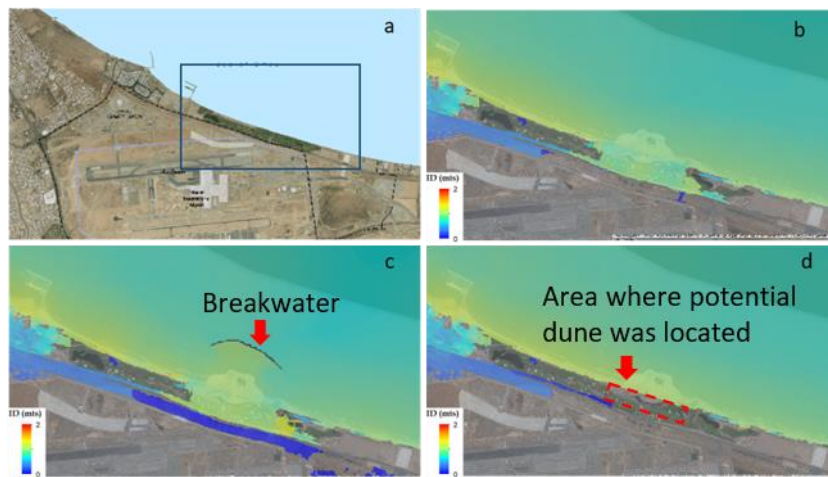 a
b
ID (mts)
2
0
c
Breakwater
ID (mts)
2
0
d
Area where potential
dune was located
ID (mts)
2
0